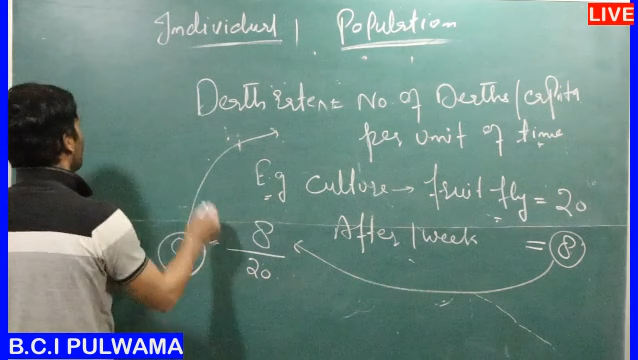 LIVE
Individual | Population
Death rate = No. of Deaths / capita
per unit of time
E.g Culture → fruit fly = 20
After 1 week = 8
= 8/20
B.C.I PULWAMA